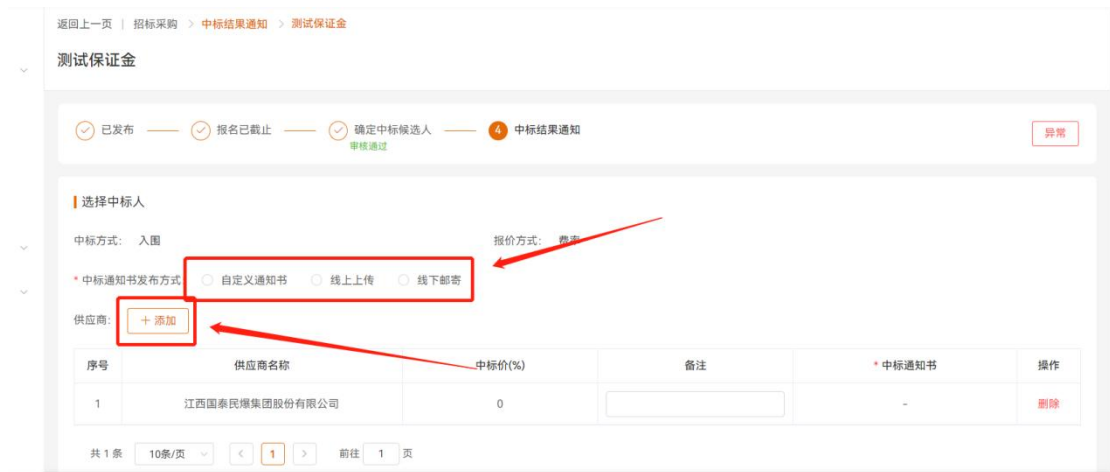 返回上一页 | 招标采购 > 中标结果通知 > 测试保证金
测试保证金
已发布 报名已截止 确定中标候选人 4 中标结果通知 异常
审核通过
选择中标人
中标方式: 入围 报价方式: 费率
* 中标通知书发布方式 自定义通知书 线上上传 线下邮寄
供应商: + 添加
序号 供应商名称 中标价(%) 备注 * 中标通知书 操作
1 江西国泰民爆集团股份有限公司 0 - 删除
共 1 条 10条/页 < 1 > 前往 1 页